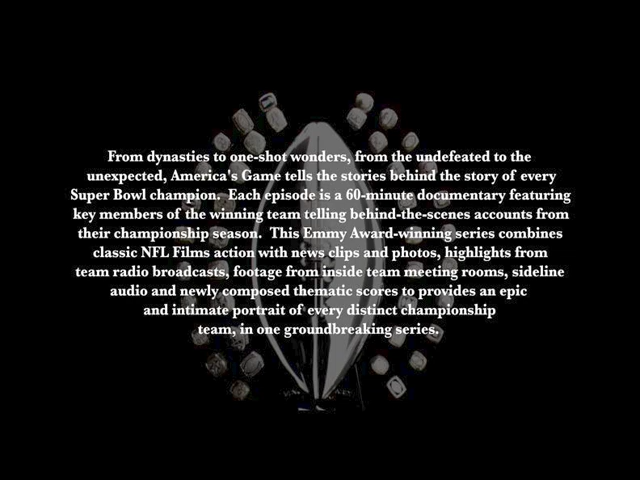 From dynasties to one-shot wonders, from the undefeated to the
unexpected, America's Game tells the stories behind the story of every
Super Bowl champion. Each episode is a 60-minute documentary featuring
key members of the winning team telling behind-the-scenes accounts from
their championship season. This Emmy Award-winning series combines
classic NFL Films action with news clips and photos, highlights from
team radio broadcasts, footage from inside team meeting rooms, sideline
audio and newly composed thematic scores to provides an epic
and intimate portrait of every distinct championship
team, in one groundbreaking series.